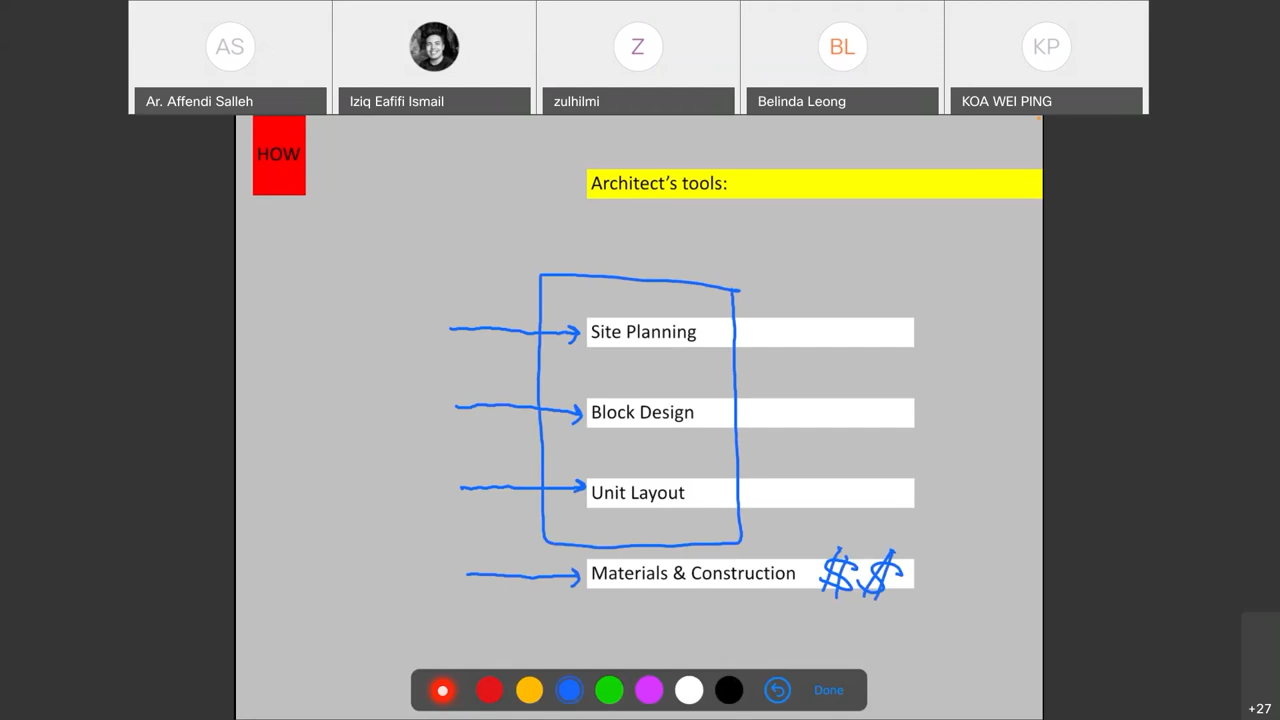 AS
Z
BL
KP
Ar. Affendi Salleh
Iziq Eafifi Ismail
zulhilmi
Belinda Leong
KOA WEI PING
HOW
Architect’s tools:
Site Planning
Block Design
Unit Layout
Materials & Construction $$
Done
+27